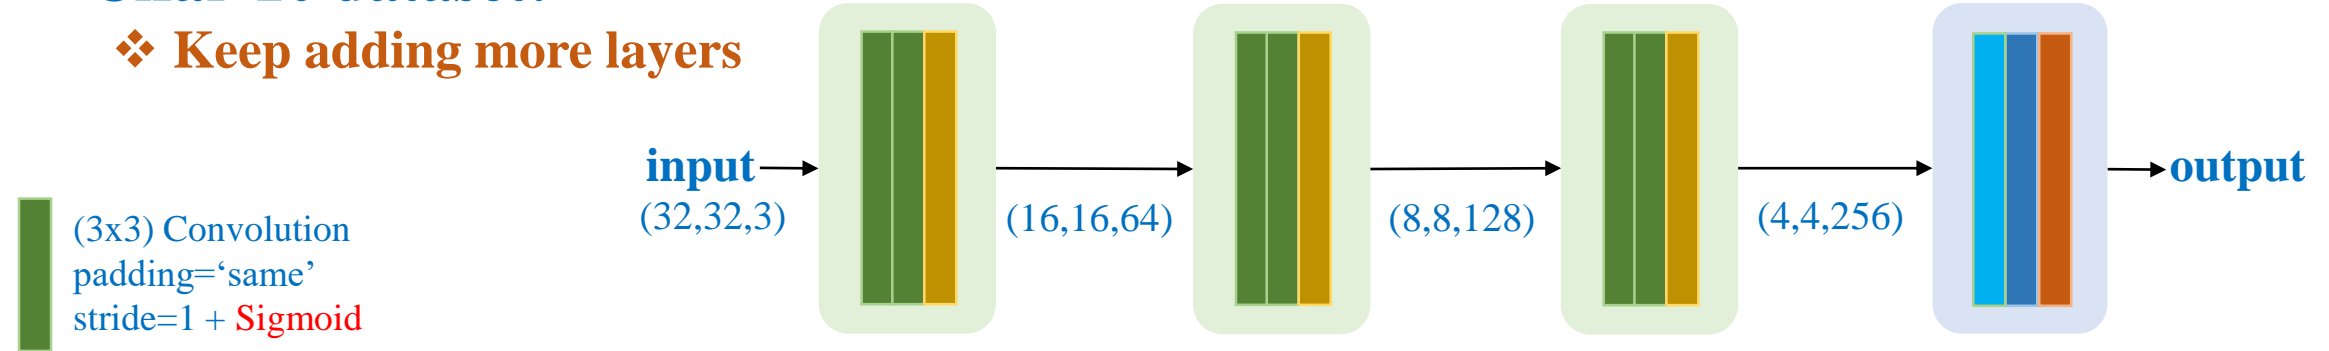 Keep adding more layers
input
(32,32,3)
(16,16,64)
(8,8,128)
(4,4,256)
output
(3x3) Convolution
padding=‘same’
stride=1 + Sigmoid